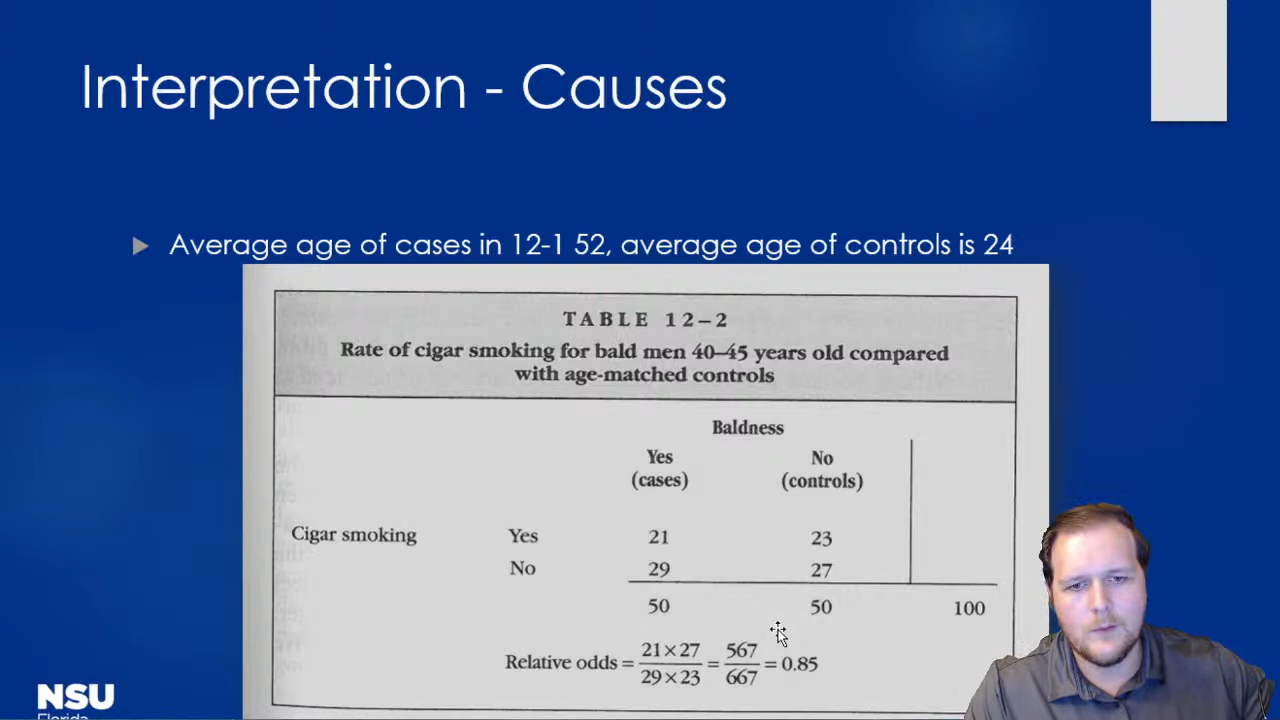 Interpretation - Causes
Average age of cases in 12-1 52, average age of controls is 24
TABLE 12–2
Rate of cigar smoking for bald men 40–45 years old compared
with age-matched controls
Baldness
Yes No
(cases) (controls)
Cigar smoking Yes 21 23
No 29 27
50 50 100
Relative odds = 21 × 27 / 29 × 23 = 567 / 667 = 0.85
NSU
Florida